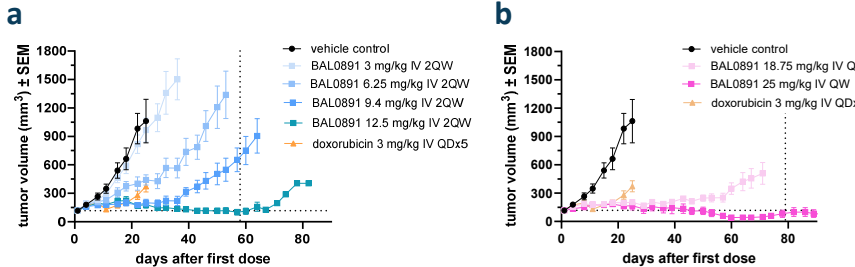 a
1800
1500
1200
900
600
300
0
tumor volume (mm³) ± SEM
0 20 40 60 80
days after first dose
vehicle control
BAL0891 3 mg/kg IV 2QW
BAL0891 6.25 mg/kg IV 2QW
BAL0891 9.4 mg/kg IV 2QW
BAL0891 12.5 mg/kg IV 2QW
doxorubicin 3 mg/kg IV QDx5
b
1800
1500
1200
900
600
300
0
tumor volume (mm³) ± SEM
0 20 40 60 80
days after first dose
vehicle control
BAL0891 18.75 mg/kg IV Q
BAL0891 25 mg/kg IV QW
doxorubicin 3 mg/kg IV QDx